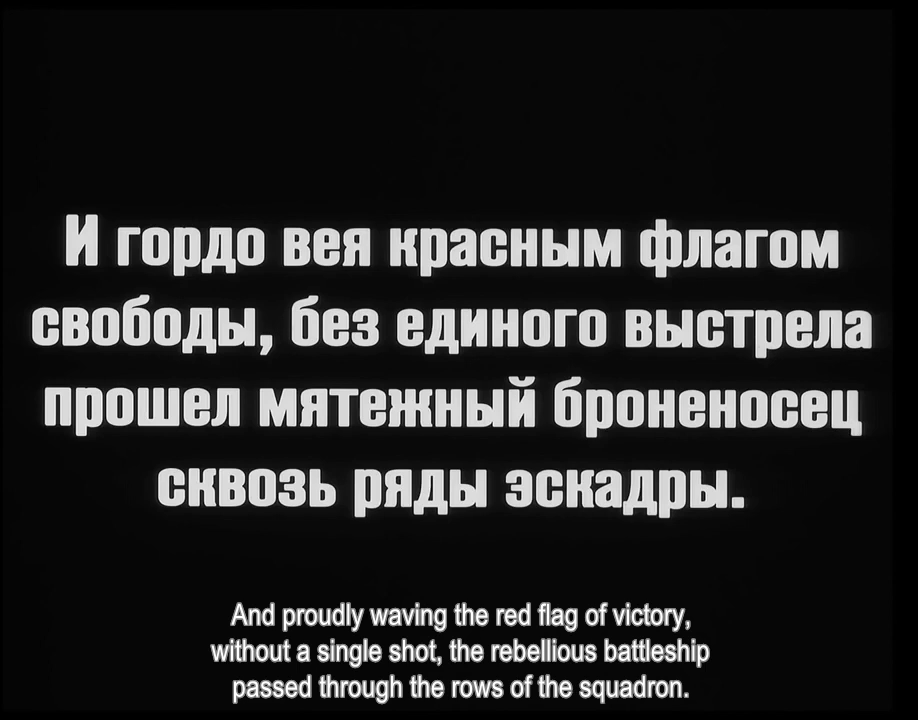 И гордо вея красным флагом
свободы, без единого выстрела
прошел мятежный броненосец
сквозь ряды эскадры.
And proudly waving the red flag of victory,
without a single shot, the rebellious battleship
passed through the rows of the squadron.